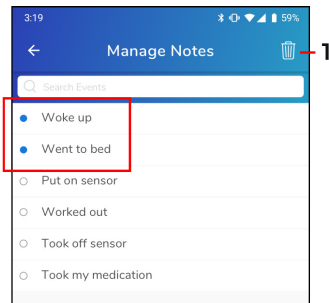 3:19 59%
Manage Notes 1
Search Events
Woke up
Went to bed
Put on sensor
Worked out
Took off sensor
Took my medication